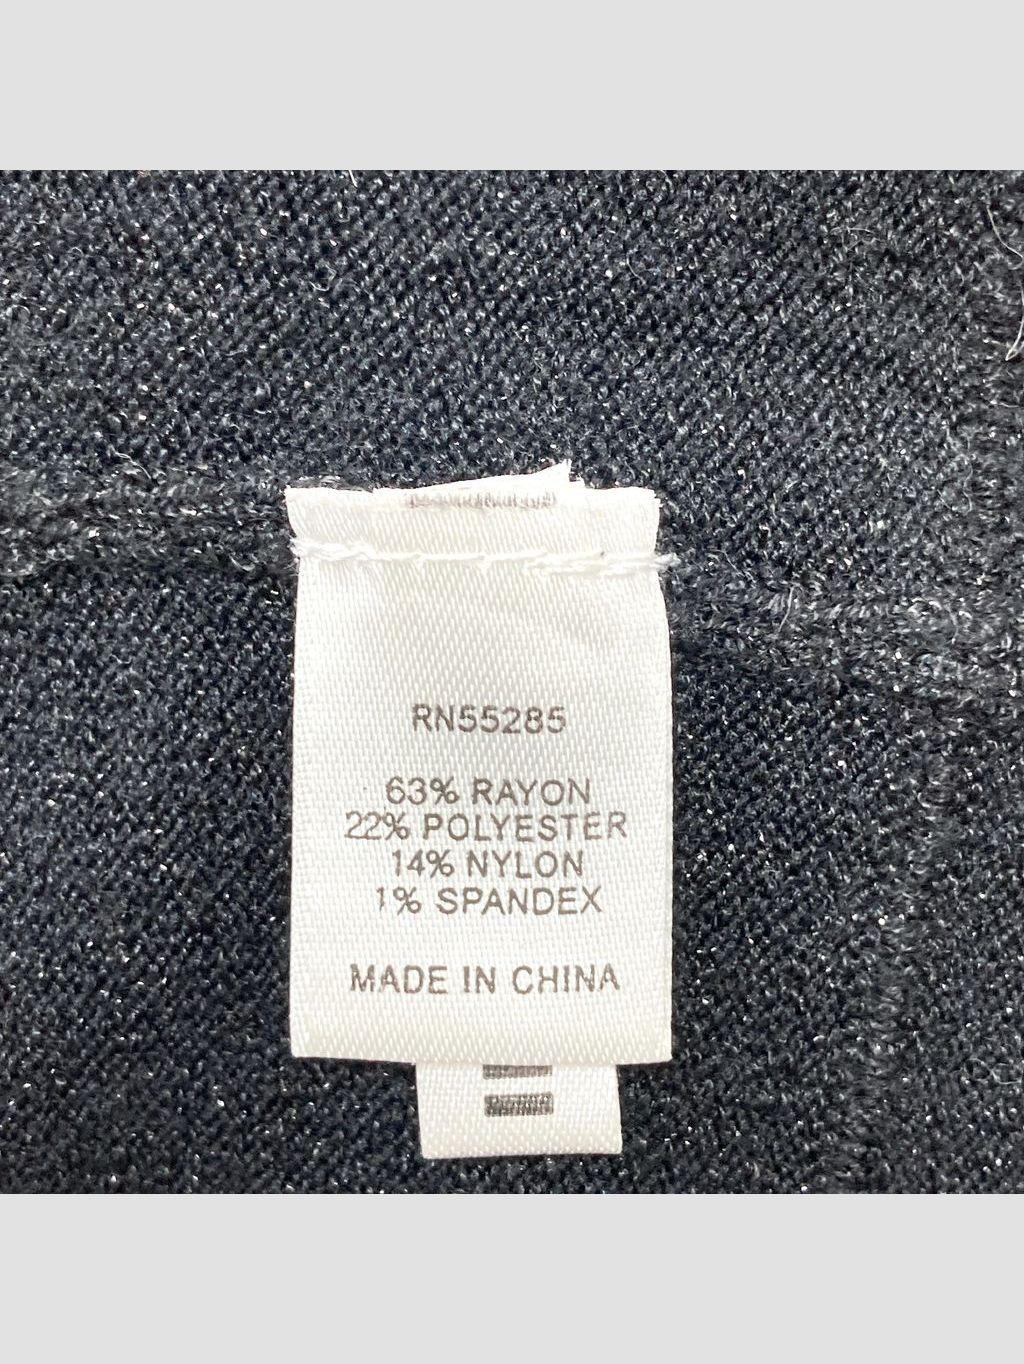 RN55285
63% RAYON
22% POLYESTER
14% NYLON
1% SPANDEX
MADE IN CHINA